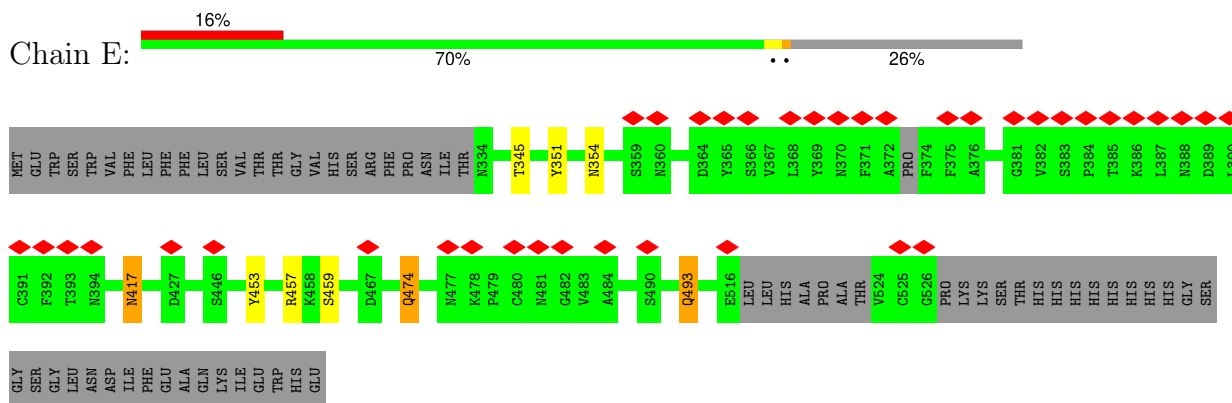 16%
Chain E:
70% • • 26%
MET GLU TRP SER TRP VAL PHE LEU PHE PHE LEU SER VAL THR THR GLY VAL HIS SER ARG PHE PRO ASN ILE THR N334 T345 Y351 N354 S359 N360 D364 Y365 S366 V367 L368 Y369 N370 F371 A372 PRO F374 F375 A376 G381 V382 S383 P384 T385 K386 L387 N388 D389 L390
C391 F392 T393 N394 N417 D427 S446 Y453 R457 K458 S459 D467 Q474 N477 K478 P479 C480 N481 G482 V483 A484 S490 Q493 E516 LEU LEU HIS ALA PRO ALA THR V524 C525 G526 PRO LYS LYS SER THR HIS HIS HIS HIS HIS HIS HIS HIS GLY SER
GLY SER GLY LEU ASN ASP ILE PHE GLU ALA GLN LYS ILE GLU TRP HIS GLU